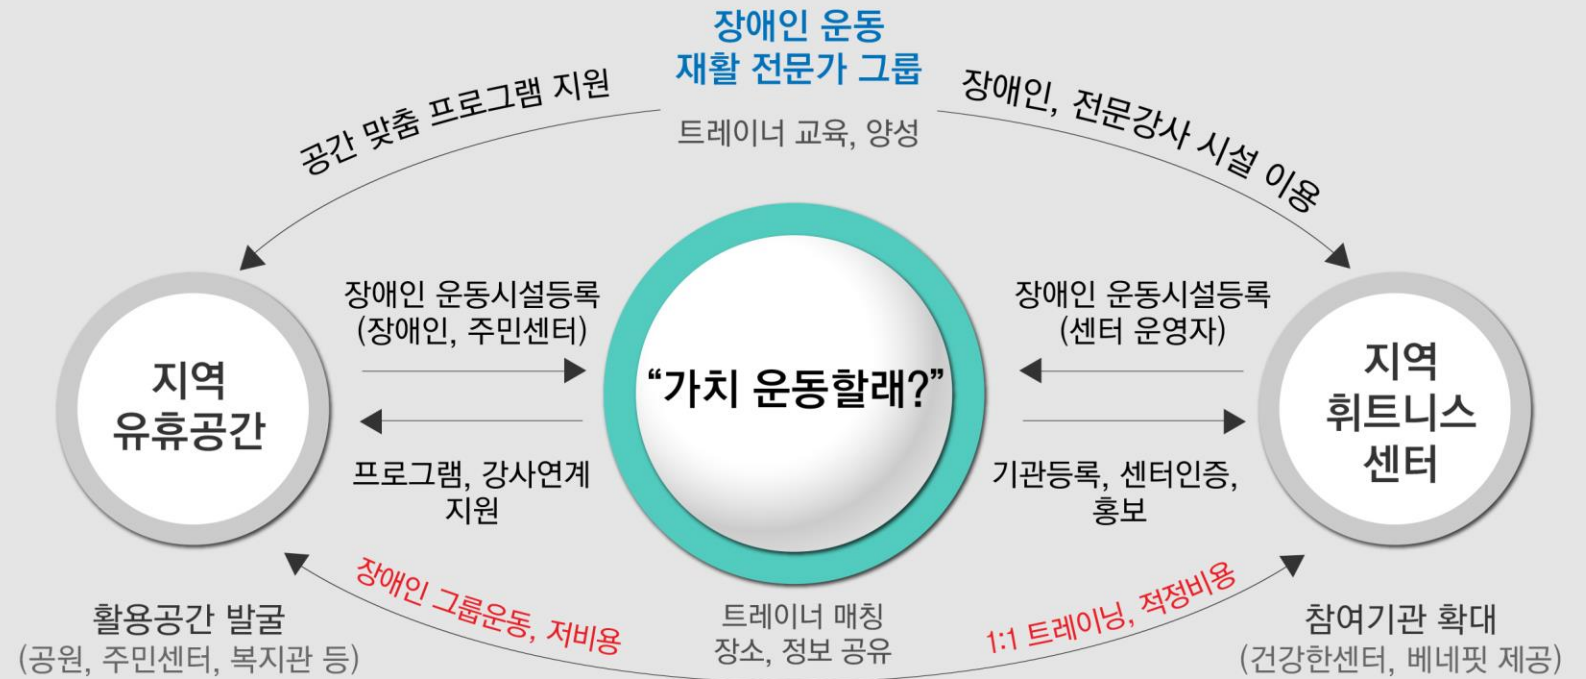 장애인 운동
재활 전문가 그룹
트레이너 교육, 양성
공간 맞춤 프로그램 지원
장애인, 전문강사 시설 이용
장애인 운동시설등록
(장애인, 주민센터)
장애인 운동시설등록
(센터 운영자)
지역
유휴공간
“가치 운동할래?”
지역
휘트니스
센터
프로그램, 강사연계
지원
기관등록, 센터인증,
홍보
장애인 그룹운동, 저비용
1:1 트레이닝, 적정비용
활용공간 발굴
(공원, 주민센터, 복지관 등)
트레이너 매칭
장소, 정보 공유
참여기관 확대
(건강한센터, 베네핏 제공)